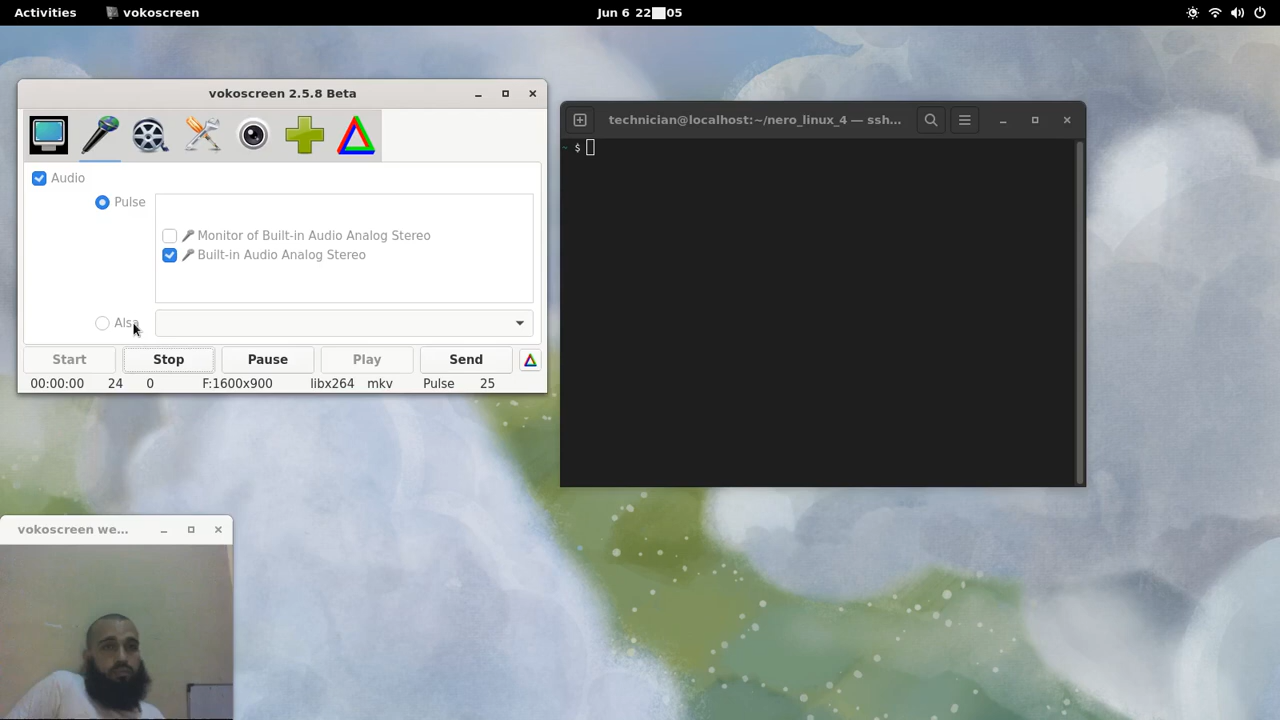 Activities vokoscreen Jun 6 22 05
vokoscreen 2.5.8 Beta
Audio
Pulse
Monitor of Built-in Audio Analog Stereo
Built-in Audio Analog Stereo
Alsa
Start Stop Pause Play Send
00:00:00 24 0 F:1600x900 libx264 mkv Pulse 25
technician@localhost:~/nero_linux_4 — ssh...
~ $
vokoscreen we...